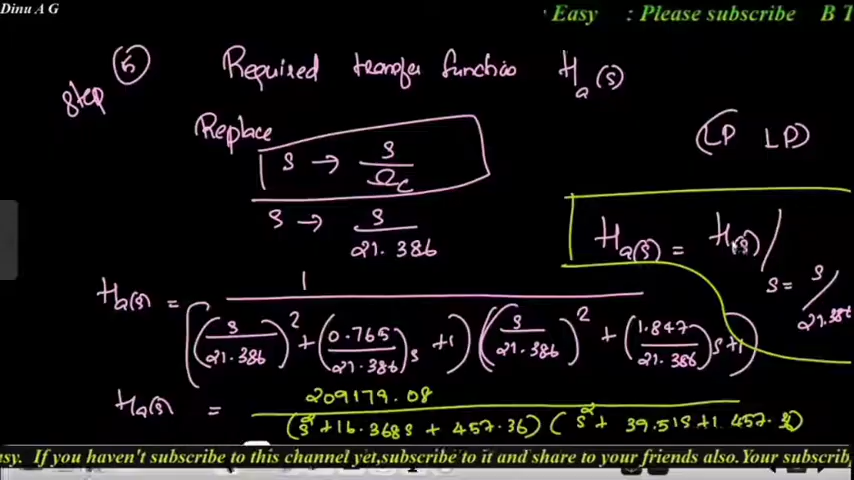 Dinu A G
Easy : Please subscribe B T
Step 5 Required transfer function Ha(s)
Replace
s → s/Ωc
(LP LP)
s → s/21.386
Ha(s) = H(s) / s = s/21.386
Ha(s) = 1 / [((s/21.386)^2 + (0.765/21.386)s + 1) ((s/21.386)^2 + (1.847/21.386)s + 1)]
Ha(s) = 209179.08 / (s^2 + 16.368s + 457.36) (s^2 + 39.51s + 457.36)
sy. If you haven't subscribe to this channel yet,subscribe to it and share to your friends also.Your subscrib